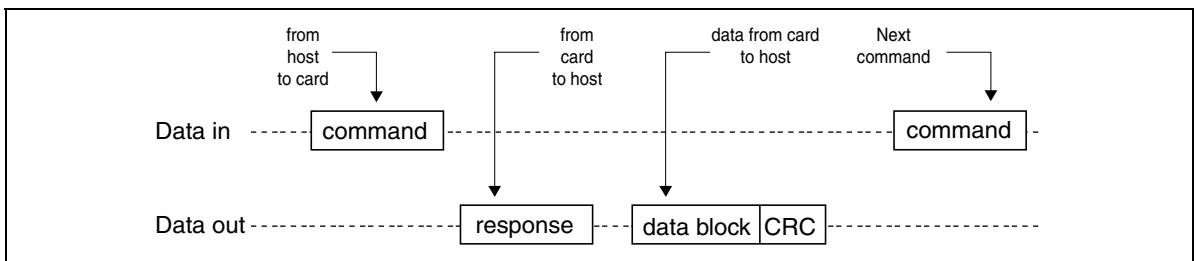 from
host
to card
from
card
to host
data from card
to host
Next
command
Data in
command
command
Data out
response
data block
CRC